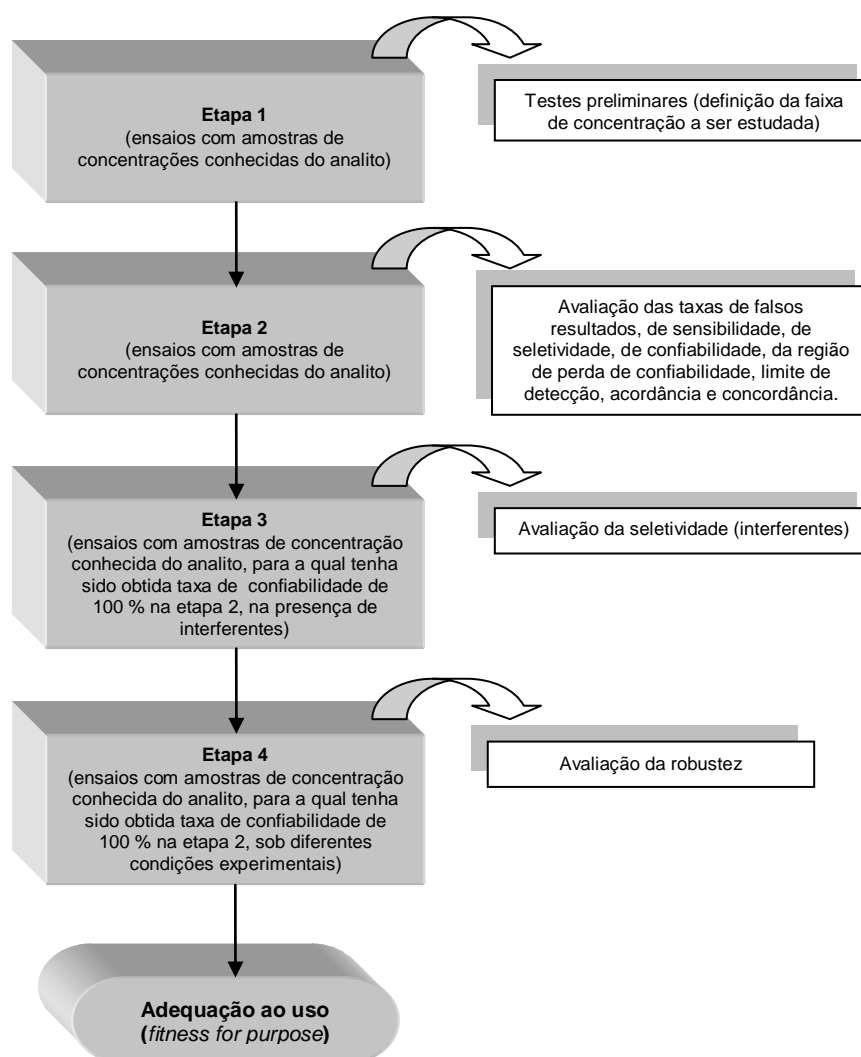 Etapa 1
(ensaios com amostras de
concentrações conhecidas do analito)
Testes preliminares (definição da faixa
de concentração a ser estudada)
Etapa 2
(ensaios com amostras de
concentrações conhecidas do analito)
Avaliação das taxas de falsos
resultados, de sensibilidade, de
seletividade, de confiabilidade, da região
de perda de confiabilidade, limite de
detecção, acordância e concordância.
Etapa 3
(ensaios com amostras de concentração
conhecida do analito, para a qual tenha
sido obtida taxa de confiabilidade de
100 % na etapa 2, na presença de
interferentes)
Avaliação da seletividade (interferentes)
Etapa 4
(ensaios com amostras de concentração
conhecida do analito, para a qual tenha
sido obtida taxa de confiabilidade de
100 % na etapa 2, sob diferentes
condições experimentais)
Avaliação da robustez
Adequação ao uso
(fitness for purpose)